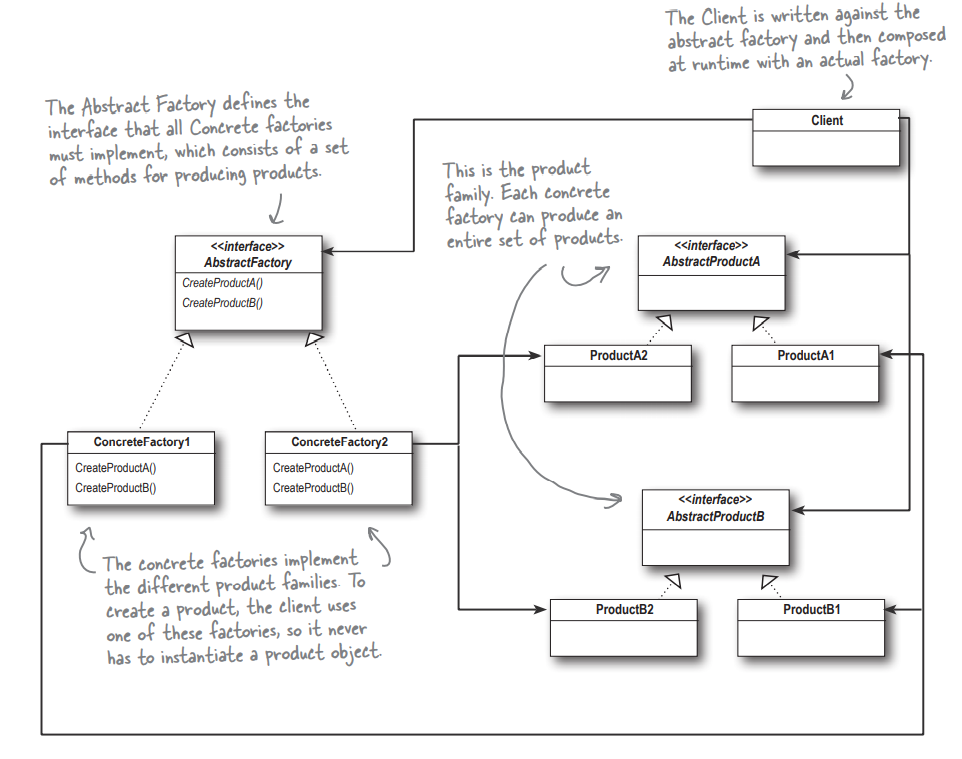 The Client is written against the
abstract factory and then composed
at runtime with an actual factory.
The Abstract Factory defines the
interface that all Concrete factories
must implement, which consists of a set
of methods for producing products.
Client
This is the product
family. Each concrete
factory can produce an
entire set of products.
<<interface>>
AbstractFactory
CreateProductA()
CreateProductB()
<<interface>>
AbstractProductA
ProductA2
ProductA1
ConcreteFactory1
CreateProductA()
CreateProductB()
ConcreteFactory2
CreateProductA()
CreateProductB()
<<interface>>
AbstractProductB
ProductB2
ProductB1
The concrete factories implement
the different product families. To
create a product, the client uses
one of these factories, so it never
has to instantiate a product object.